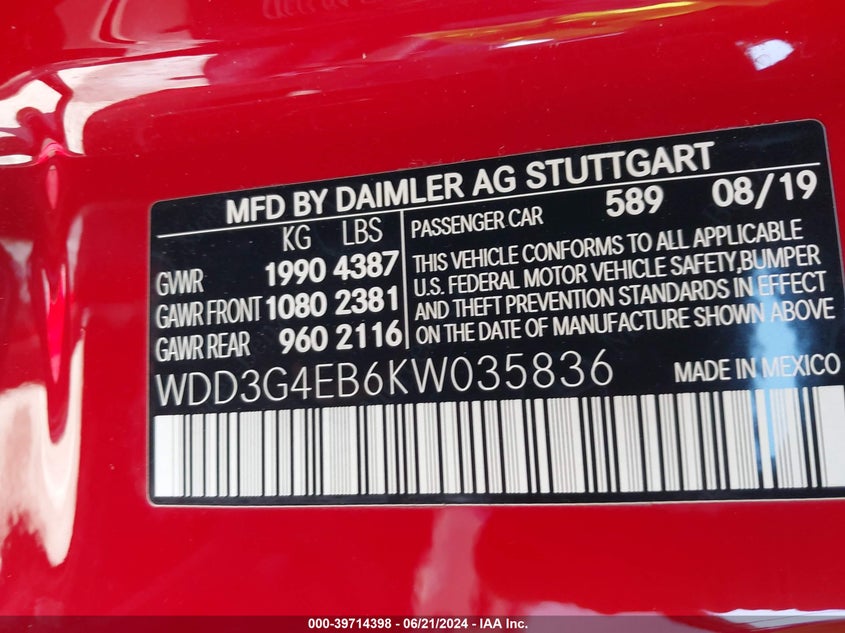 MFD BY DAIMLER AG STUTTGART
KG LBS
GVWR 1990 4387
GAWR FRONT 1080 2381
GAWR REAR 960 2116
PASSENGER CAR 589 08/19
THIS VEHICLE CONFORMS TO ALL APPLICABLE
U.S. FEDERAL MOTOR VEHICLE SAFETY,BUMPER
AND THEFT PREVENTION STANDARDS IN EFFECT
ON THE DATE OF MANUFACTURE SHOWN ABOVE
WDD3G4EB6KW035836 MADE IN MEXICO
000-39714398 - 06/21/2024 - IAA Inc.